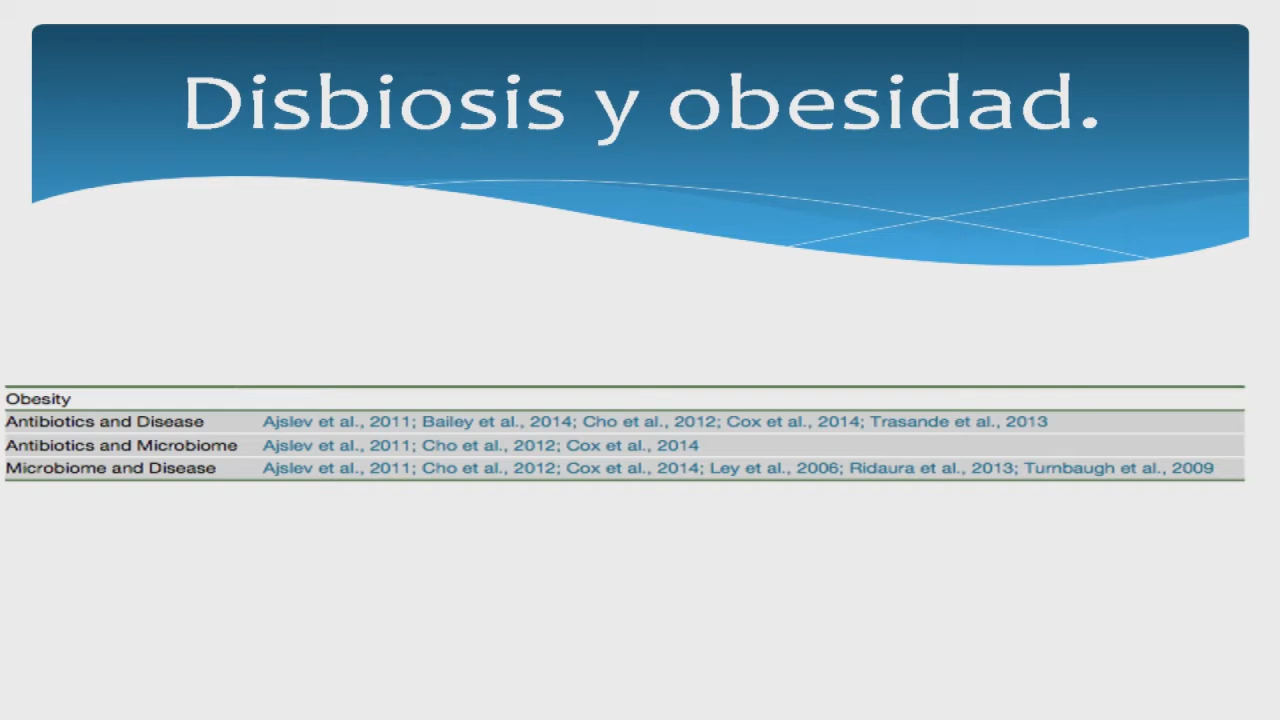 Disbiosis y obesidad.
Obesity
Antibiotics and Disease Ajslev et al., 2011; Bailey et al., 2014; Cho et al., 2012; Cox et al., 2014; Trasande et al., 2013
Antibiotics and Microbiome Ajslev et al., 2011; Cho et al., 2012; Cox et al., 2014
Microbiome and Disease Ajslev et al., 2011; Cho et al., 2012; Cox et al., 2014; Ley et al., 2006; Ridaura et al., 2013; Turnbaugh et al., 2009